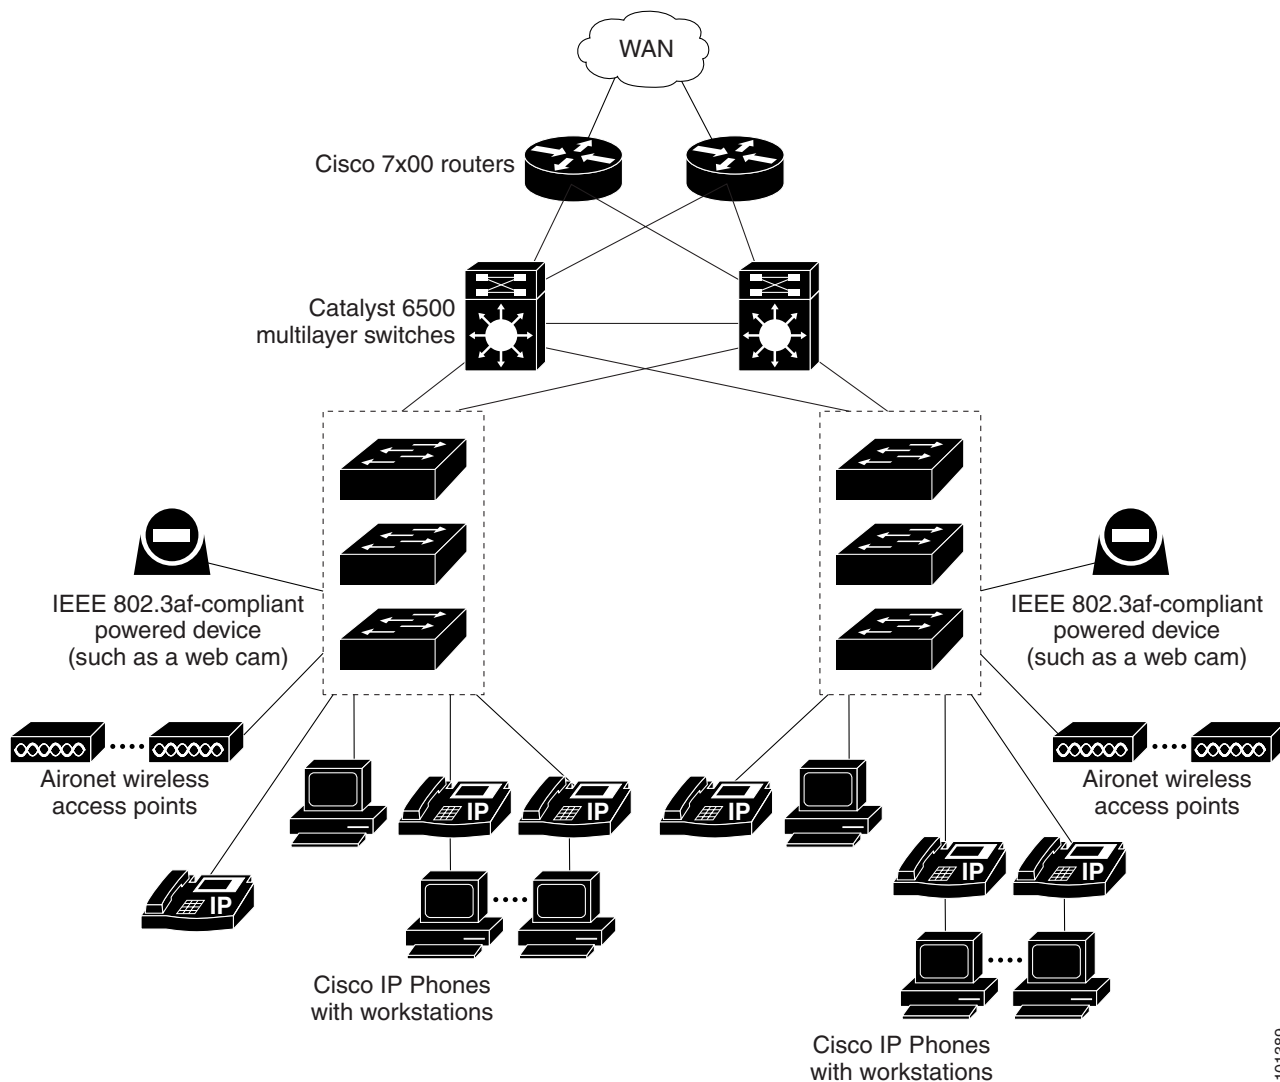 WAN
Cisco 7x00 routers
Catalyst 6500
multilayer switches
IEEE 802.3af-compliant
powered device
(such as a web cam)
IEEE 802.3af-compliant
powered device
(such as a web cam)
Aironet wireless
access points
Aironet wireless
access points
IP
IP
IP
IP
IP
IP
Cisco IP Phones
with workstations
Cisco IP Phones
with workstations